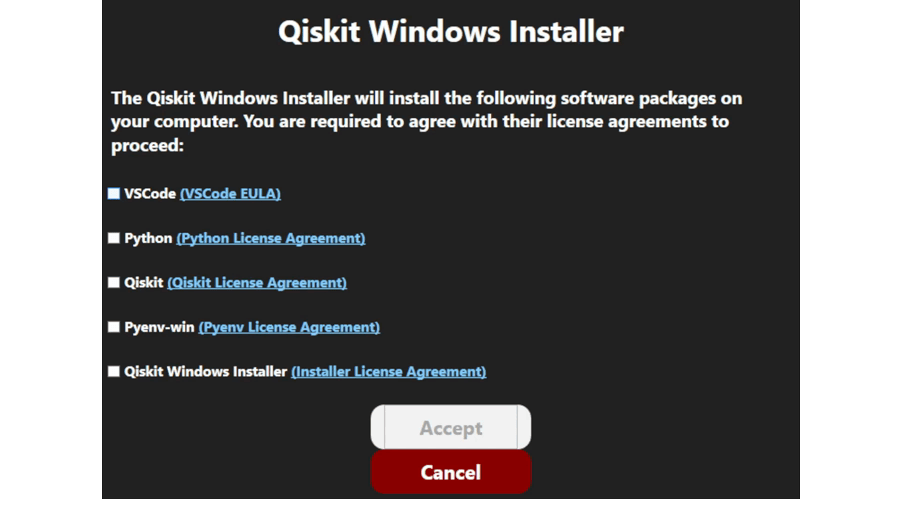 Qiskit Windows Installer
The Qiskit Windows Installer will install the following software packages on
your computer. You are required to agree with their license agreements to
proceed:
VSCode (VSCode EULA)
Python (Python License Agreement)
Qiskit (Qiskit License Agreement)
Pyenv-win (Pyenv License Agreement)
Qiskit Windows Installer (Installer License Agreement)
Accept
Cancel